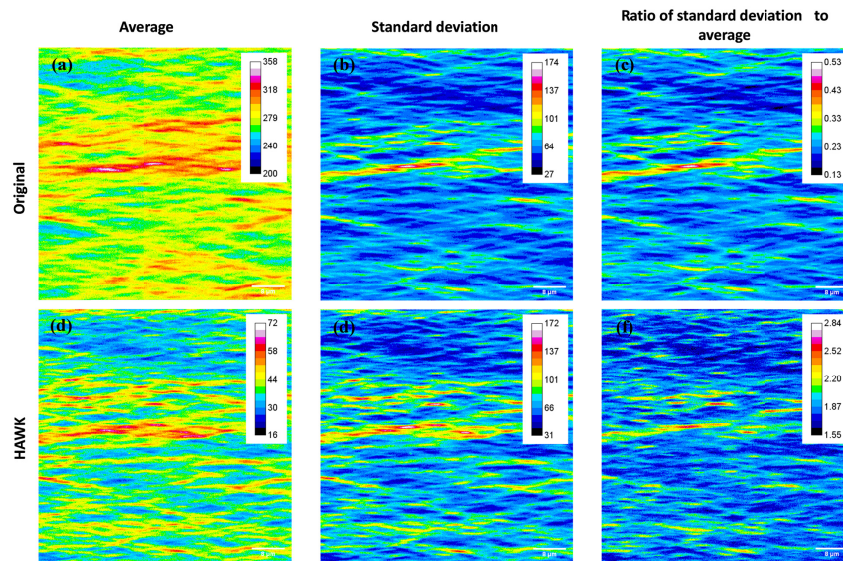 Average
Standard deviation
Ratio of standard deviation to
average
Original
(a)
358
318
279
240
200
(b)
174
137
101
64
27
8 μm
(c)
0.53
0.43
0.33
0.23
0.13
8 μm
HAWK
(d)
72
58
44
30
16
8 μm
(d)
172
137
101
66
31
8 μm
(f)
2.84
2.52
2.20
1.87
1.55
8 μm